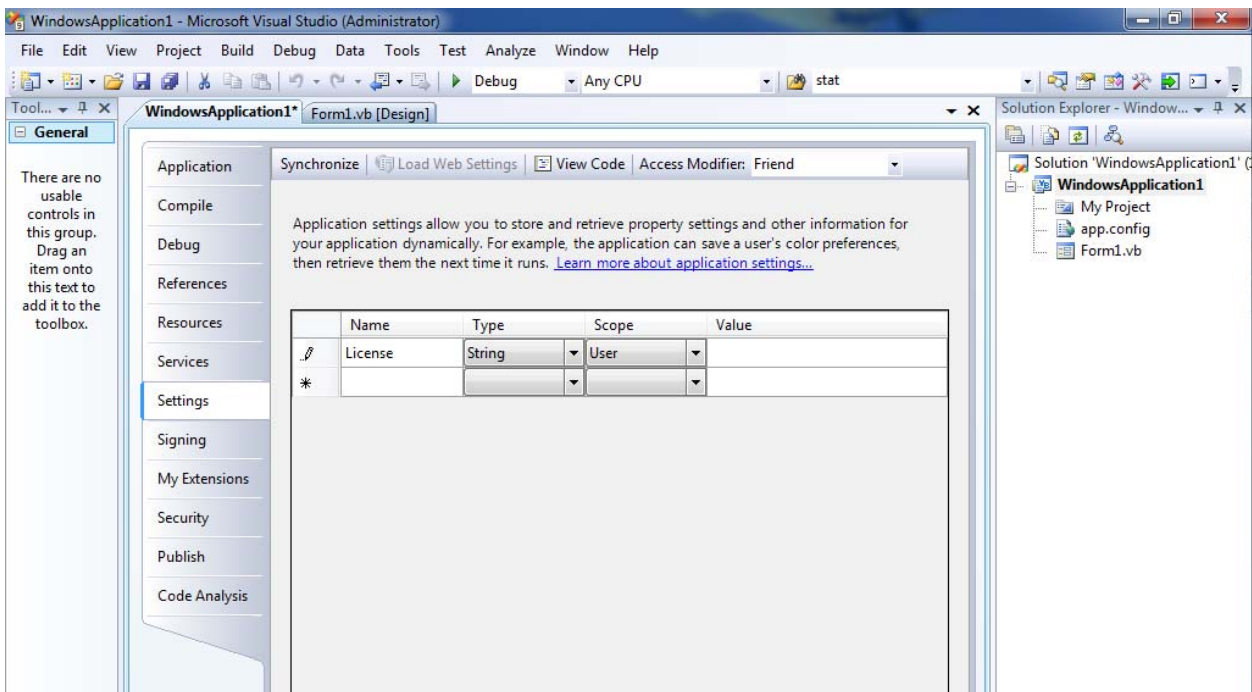 WindowsApplication1 - Microsoft Visual Studio (Administrator)
File Edit View Project Build Debug Data Tools Test Analyze Window Help
Debug Any CPU stat
Tool...
General
There are no
usable
controls in
this group.
Drag an
item onto
this text to
add it to the
toolbox.
WindowsApplication1* Form1.vb [Design]
Application
Compile
Debug
References
Resources
Services
Settings
Signing
My Extensions
Security
Publish
Code Analysis
Synchronize Load Web Settings View Code Access Modifier: Friend
Application settings allow you to store and retrieve property settings and other information for
your application dynamically. For example, the application can save a user's color preferences,
then retrieve them the next time it runs. Learn more about application settings...
Name Type Scope Value
License String User
Solution Explorer - Window...
Solution 'WindowsApplication1' (
WindowsApplication1
My Project
app.config
Form1.vb